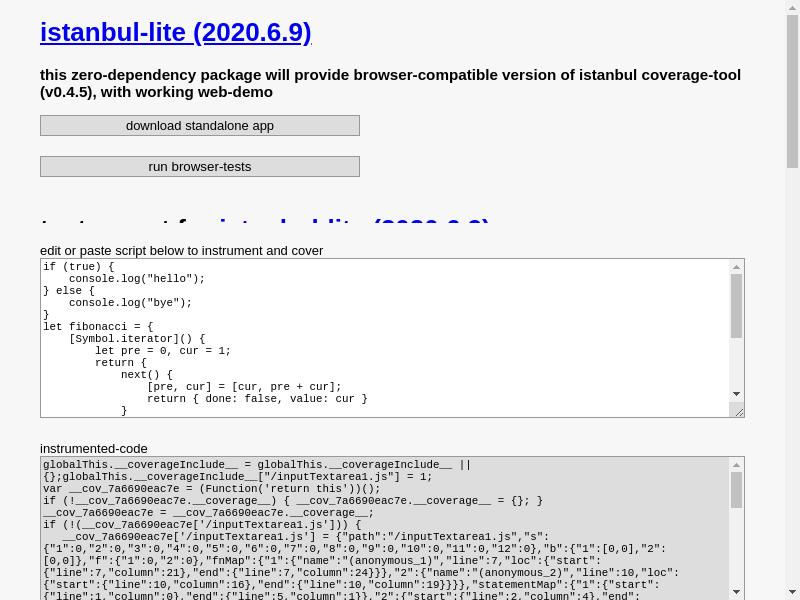 istanbul-lite (2020.6.9)
this zero-dependency package will provide browser-compatible version of istanbul coverage-tool
(v0.4.5), with working web-demo
download standalone app
run browser-tests
edit or paste script below to instrument and cover
if (true) {
    console.log("hello");
} else {
    console.log("bye");
}
let fibonacci = {
    [Symbol.iterator]() {
        let pre = 0, cur = 1;
        return {
            next() {
                [pre, cur] = [cur, pre + cur];
                return { done: false, value: cur }
            }
instrumented-code
globalThis.__coverageInclude__ = globalThis.__coverageInclude__ ||
{};globalThis.__coverageInclude__["/inputTextarea1.js"] = 1;
var __cov_7a6690eac7e = (Function('return this'))();
if (!__cov_7a6690eac7e.__coverage__) { __cov_7a6690eac7e.__coverage__ = {}; }
__cov_7a6690eac7e = __cov_7a6690eac7e.__coverage__;
if (!(__cov_7a6690eac7e['/inputTextarea1.js'])) {
   __cov_7a6690eac7e['/inputTextarea1.js'] = {"path":"/inputTextarea1.js","s":
{"1":0,"2":0,"3":0,"4":0,"5":0,"6":0,"7":0,"8":0,"9":0,"10":0,"11":0,"12":0},"b":{"1":[0,0],"2":
[0,0]},"f":{"1":0,"2":0},"fnMap":{"1":{"name":"(anonymous_1)","line":7,"loc":{"start":
{"line":7,"column":21},"end":{"line":7,"column":24}}},"2":{"name":"(anonymous_2)","line":10,"loc":
{"start":{"line":10,"column":16},"end":{"line":10,"column":19}}}},"statementMap":{"1":{"start":
{"line":1,"column":0},"end":{"line":5,"column":1}},"2":{"start":{"line":2,"column":4},"end":